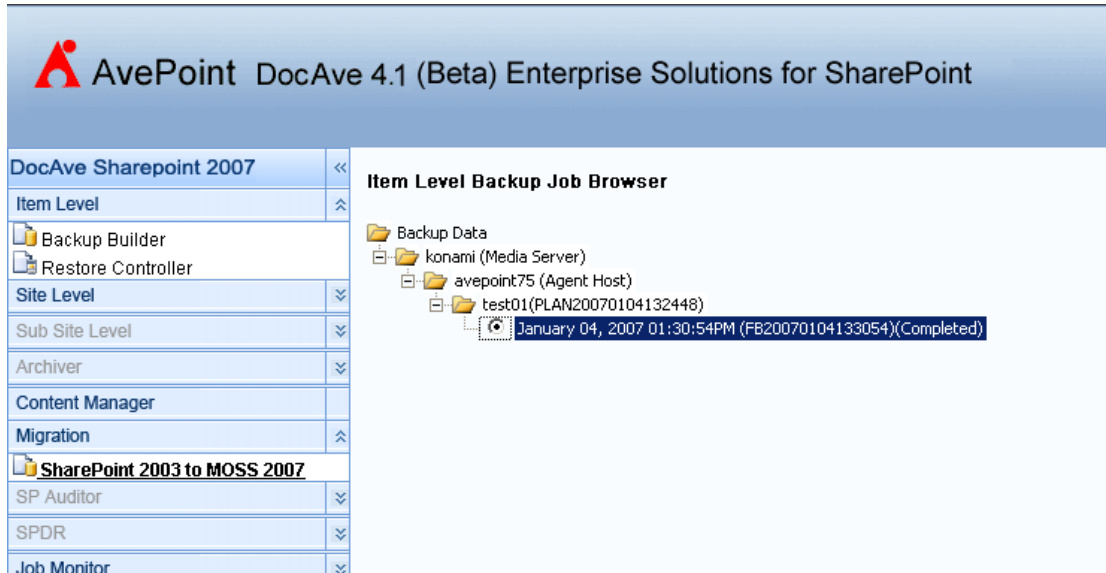 AvePoint DocAve 4.1 (Beta) Enterprise Solutions for SharePoint
DocAve Sharepoint 2007
Item Level
Backup Builder
Restore Controller
Site Level
Sub Site Level
Archiver
Content Manager
Migration
SharePoint 2003 to MOSS 2007
SP Auditor
SPDR
Job Monitor
Item Level Backup Job Browser
Backup Data
konami (Media Server)
avepoint75 (Agent Host)
test01(PLAN20070104132448)
January 04, 2007 01:30:54PM (FB20070104133054)(Completed)